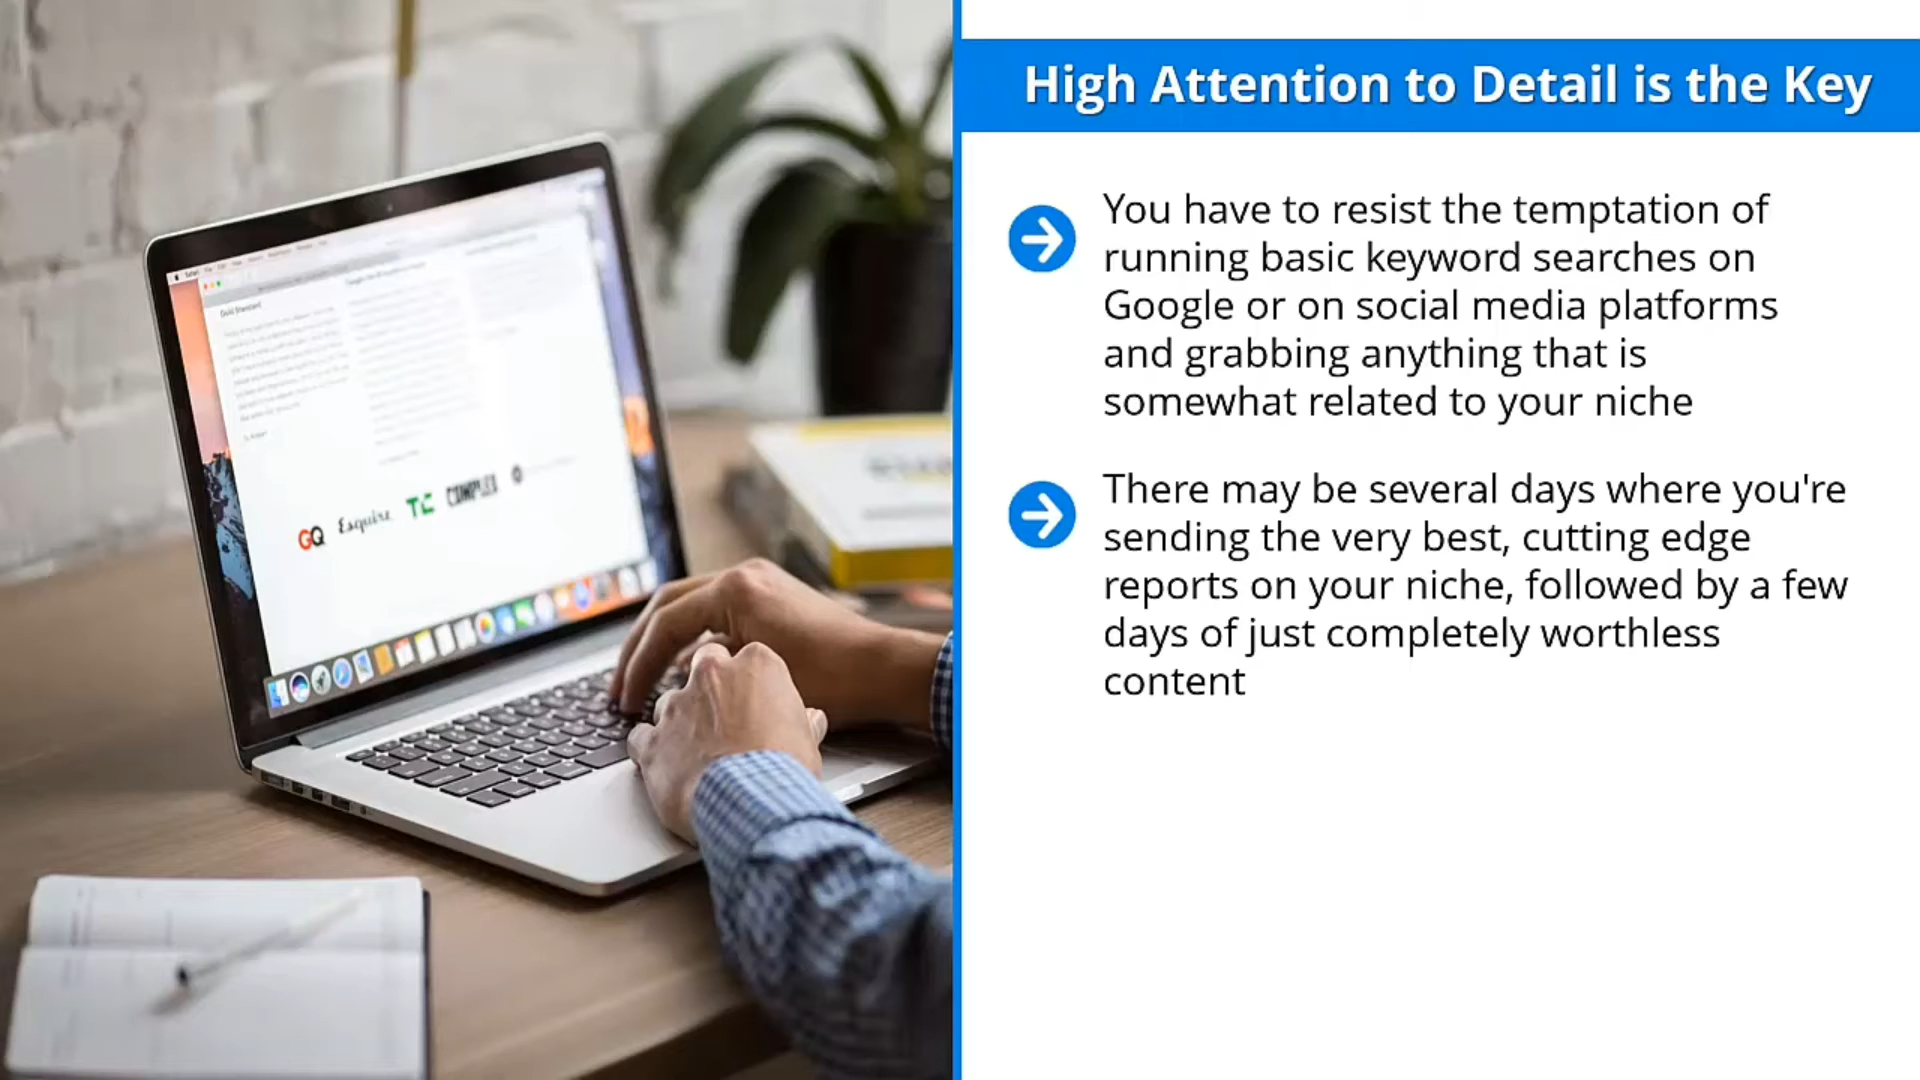 High Attention to Detail is the Key
You have to resist the temptation of
running basic keyword searches on
Google or on social media platforms
and grabbing anything that is
somewhat related to your niche
There may be several days where you're
sending the very best, cutting edge
reports on your niche, followed by a few
days of just completely worthless
content
GQ Esquire TC COMPLEX